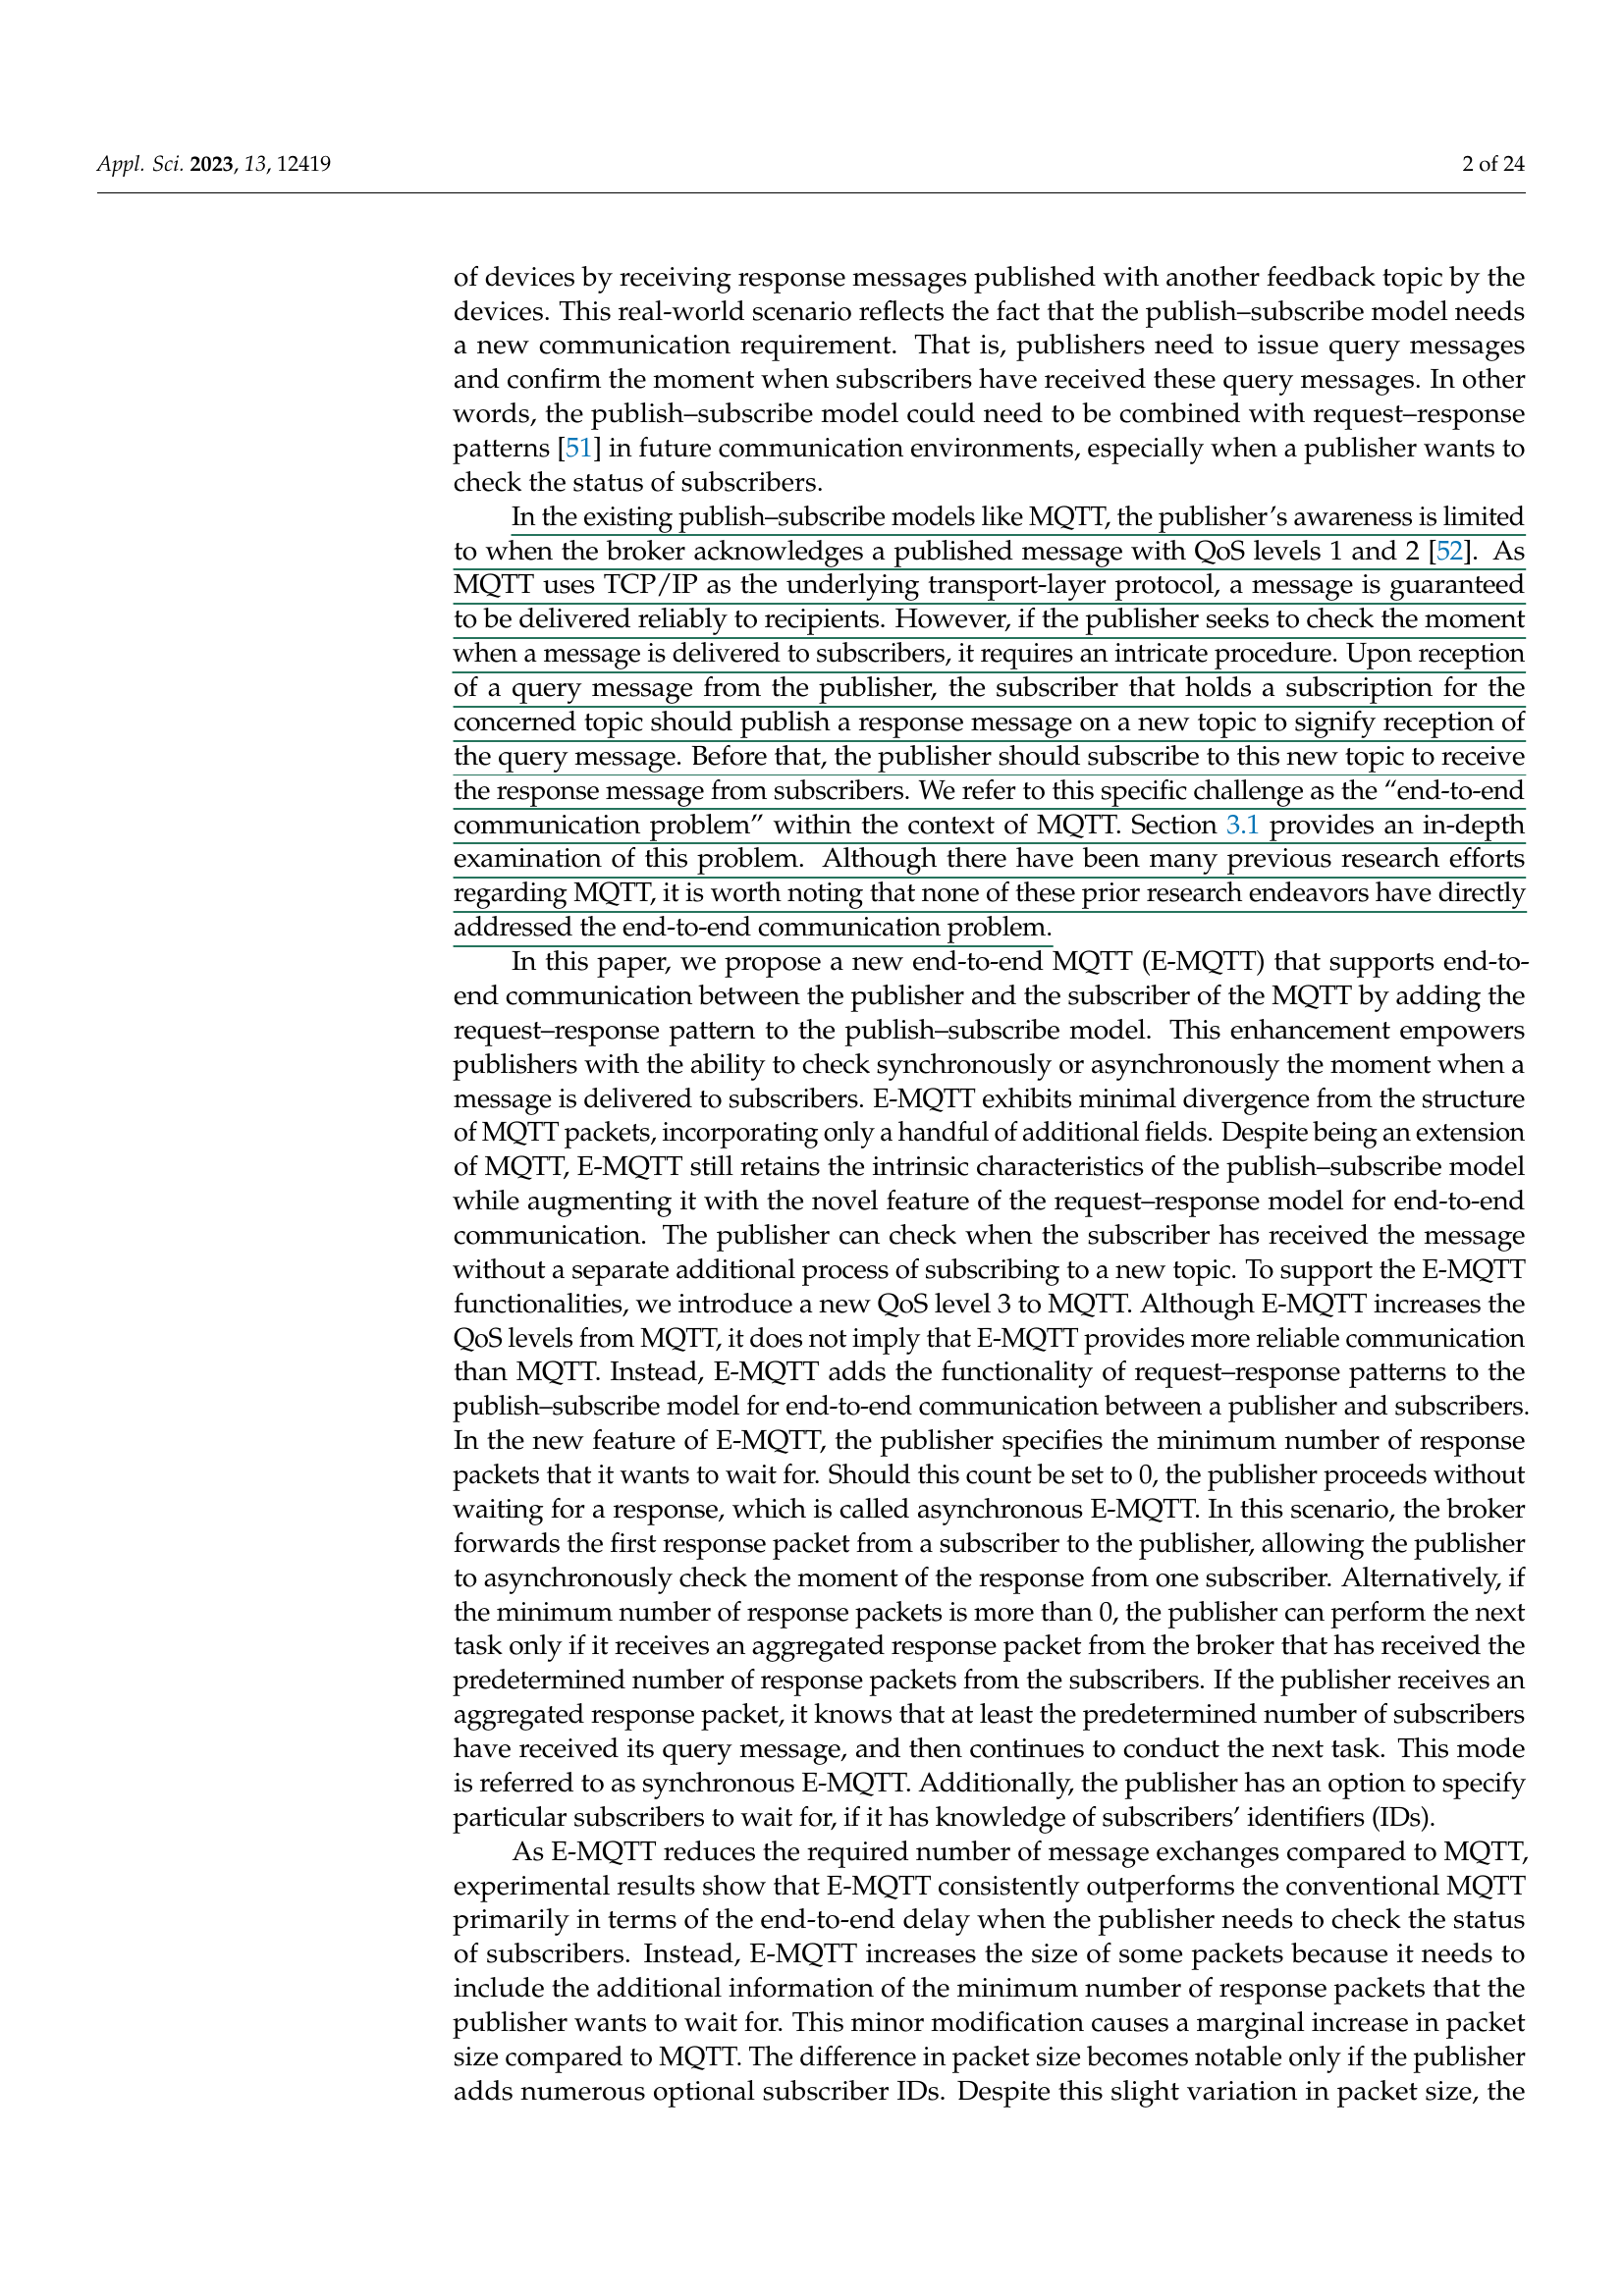 Appl. Sci. 2023, 13, 12419
2 of 24
of devices by receiving response messages published with another feedback topic by the
devices. This real-world scenario reflects the fact that the publish–subscribe model needs
a new communication requirement. That is, publishers need to issue query messages
and confirm the moment when subscribers have received these query messages. In other
words, the publish–subscribe model could need to be combined with request–response
patterns [51] in future communication environments, especially when a publisher wants to
check the status of subscribers.
In the existing publish–subscribe models like MQTT, the publisher’s awareness is limited
to when the broker acknowledges a published message with QoS levels 1 and 2 [52]. As
MQTT uses TCP/IP as the underlying transport-layer protocol, a message is guaranteed
to be delivered reliably to recipients. However, if the publisher seeks to check the moment
when a message is delivered to subscribers, it requires an intricate procedure. Upon reception
of a query message from the publisher, the subscriber that holds a subscription for the
concerned topic should publish a response message on a new topic to signify reception of
the query message. Before that, the publisher should subscribe to this new topic to receive
the response message from subscribers. We refer to this specific challenge as the “end-to-end
communication problem” within the context of MQTT. Section 3.1 provides an in-depth
examination of this problem. Although there have been many previous research efforts
regarding MQTT, it is worth noting that none of these prior research endeavors have directly
addressed the end-to-end communication problem.
In this paper, we propose a new end-to-end MQTT (E-MQTT) that supports end-to-
end communication between the publisher and the subscriber of the MQTT by adding the
request–response pattern to the publish–subscribe model. This enhancement empowers
publishers with the ability to check synchronously or asynchronously the moment when a
message is delivered to subscribers. E-MQTT exhibits minimal divergence from the structure
of MQTT packets, incorporating only a handful of additional fields. Despite being an extension
of MQTT, E-MQTT still retains the intrinsic characteristics of the publish–subscribe model
while augmenting it with the novel feature of the request–response model for end-to-end
communication. The publisher can check when the subscriber has received the message
without a separate additional process of subscribing to a new topic. To support the E-MQTT
functionalities, we introduce a new QoS level 3 to MQTT. Although E-MQTT increases the
QoS levels from MQTT, it does not imply that E-MQTT provides more reliable communication
than MQTT. Instead, E-MQTT adds the functionality of request–response patterns to the
publish–subscribe model for end-to-end communication between a publisher and subscribers.
In the new feature of E-MQTT, the publisher specifies the minimum number of response
packets that it wants to wait for. Should this count be set to 0, the publisher proceeds without
waiting for a response, which is called asynchronous E-MQTT. In this scenario, the broker
forwards the first response packet from a subscriber to the publisher, allowing the publisher
to asynchronously check the moment of the response from one subscriber. Alternatively, if
the minimum number of response packets is more than 0, the publisher can perform the next
task only if it receives an aggregated response packet from the broker that has received the
predetermined number of response packets from the subscribers. If the publisher receives an
aggregated response packet, it knows that at least the predetermined number of subscribers
have received its query message, and then continues to conduct the next task. This mode
is referred to as synchronous E-MQTT. Additionally, the publisher has an option to specify
particular subscribers to wait for, if it has knowledge of subscribers’ identifiers (IDs).
As E-MQTT reduces the required number of message exchanges compared to MQTT,
experimental results show that E-MQTT consistently outperforms the conventional MQTT
primarily in terms of the end-to-end delay when the publisher needs to check the status
of subscribers. Instead, E-MQTT increases the size of some packets because it needs to
include the additional information of the minimum number of response packets that the
publisher wants to wait for. This minor modification causes a marginal increase in packet
size compared to MQTT. The difference in packet size becomes notable only if the publisher
adds numerous optional subscriber IDs. Despite this slight variation in packet size, the